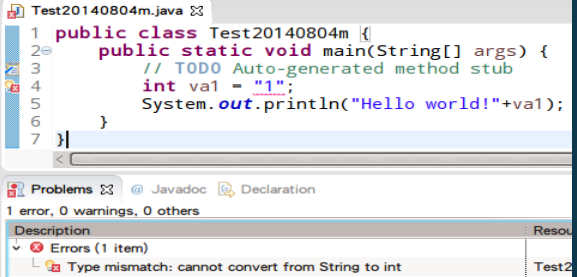 Test20140804m.java
1 public class Test20140804m {
2 public static void main(String[] args) {
3 // TODO Auto-generated method stub
4 int va1 = "1";
5 System.out.println("Hello world!"+va1);
6 }
7 }
Problems @ Javadoc Declaration
1 error, 0 warnings, 0 others
Description Resou
Errors (1 item)
Type mismatch: cannot convert from String to int Test2